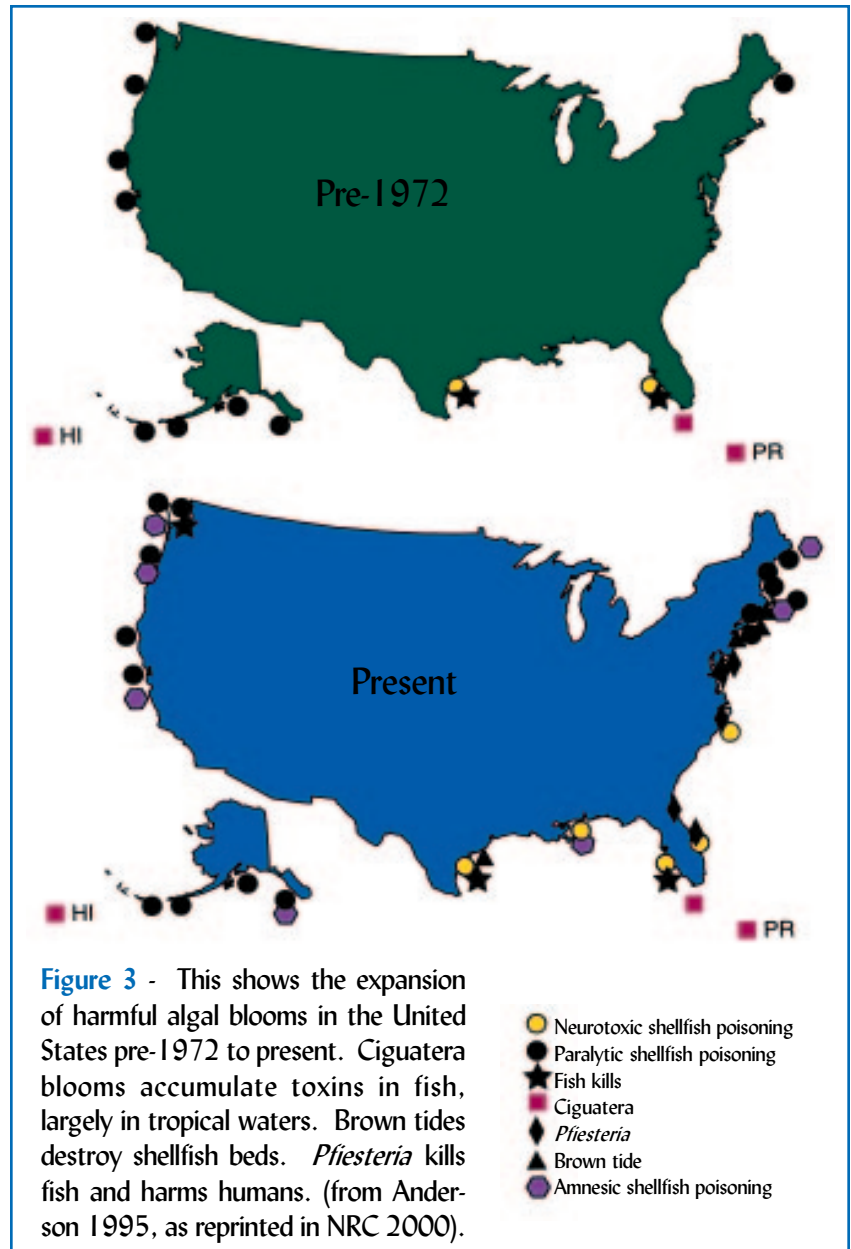 Pre-1972
HI
PR
Present
HI
PR
Figure 3 - This shows the expansion
of harmful algal blooms in the United
States pre-1972 to present. Ciguatera
blooms accumulate toxins in fish,
largely in tropical waters. Brown tides
destroy shellfish beds. Pfiesteria kills
fish and harms humans. (from Ander-
son 1995, as reprinted in NRC 2000).
Neurotoxic shellfish poisoning
Paralytic shellfish poisoning
Fish kills
Ciguatera
Pfiesteria
Brown tide
Amnesic shellfish poisoning